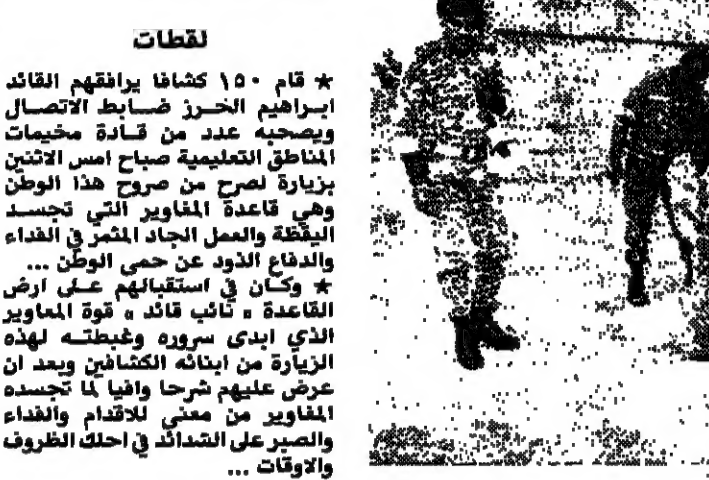 لقطات
★ قام ١٥٠ كشافا يرافقهم القائد
ابراهيم الخرز ضابط الاتصال
ويصحبه عدد من قادة مخيمات
المناطق التعليمية صباح امس الاثنين
بزيارة لصرح من صروح هذا الوطن
وهي قاعدة المغاوير التي تجسد
اليقظة والعمل الجاد المثمر في الفداء
والدفاع الذود عن حمى الوطن ...
★ وكان في استقبالهم على ارض
القاعدة « نائب قائد » قوة المعاوير
الذي ابدى سروره وغبطته لهذه
الزيارة من ابنائه الكشافين وبعد ان
عرض عليهم شرحا وافيا لما تجسده
المغاوير من معنى للاقدام والفداء
والصبر على الشدائد في احلك الظروف
والاوقات ...